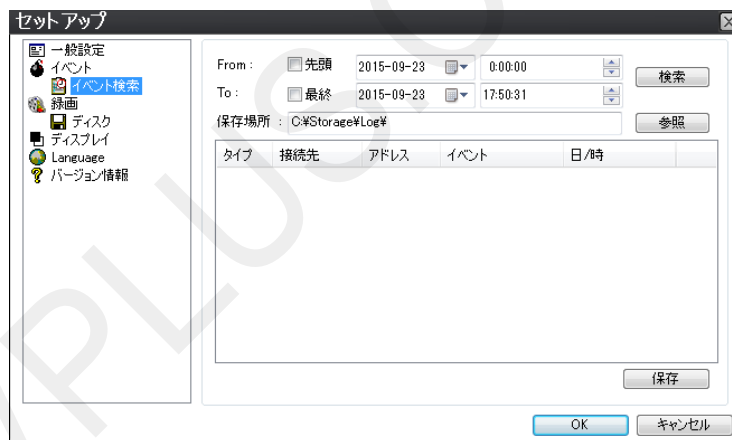 セットアップ
一般設定
イベント
イベント検索
録画
ディスク
ディスプレイ
Language
バージョン情報
From : 先頭 2015-09-23 0:00:00 検索
To : 最終 2015-09-23 17:50:31
保存場所 : C:¥Storage¥Log¥ 参照
タイプ 接続先 アドレス イベント 日/時
保存
OK キャンセル